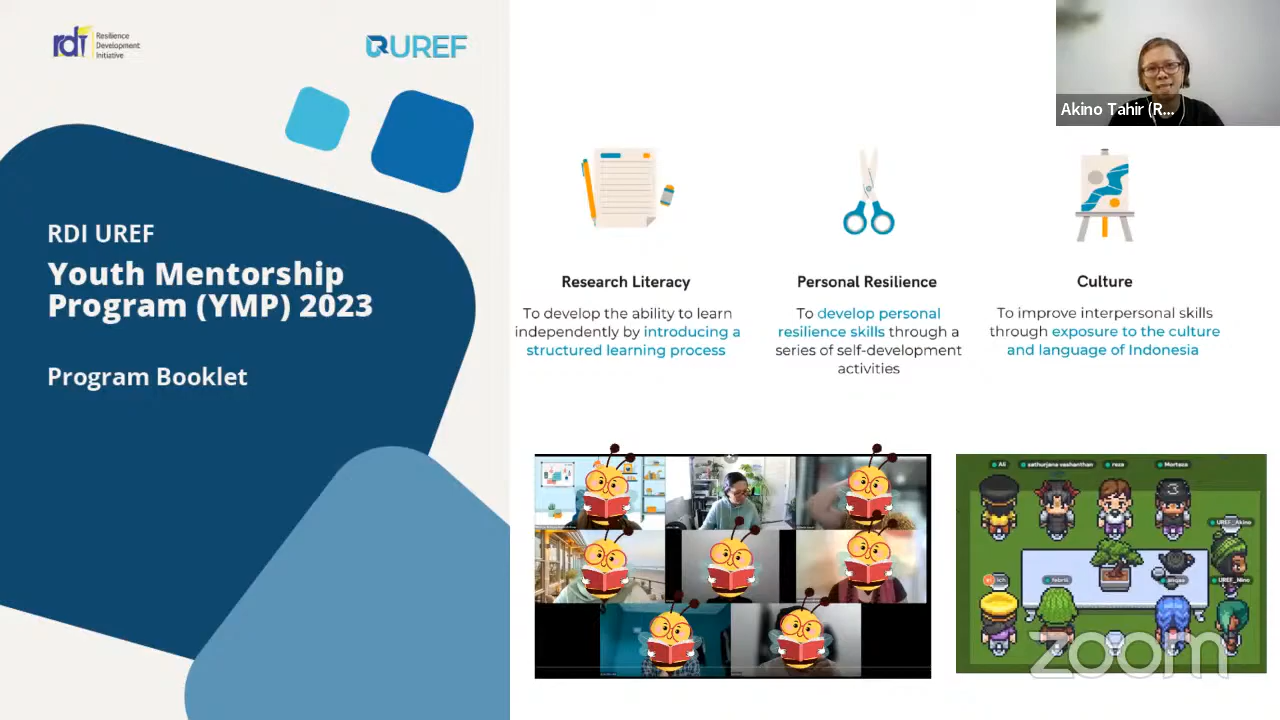 rdi
Resilience
Development
Initiative
UREF
RDI UREF
Youth Mentorship
Program (YMP) 2023
Program Booklet
Akino Tahir (R...
Research Literacy
To develop the ability to learn
independently by introducing a
structured learning process
Personal Resilience
To develop personal
resilience skills through a
series of self-development
activities
Culture
To improve interpersonal skills
through exposure to the culture
and language of Indonesia
Ali
sathurjana vashanthan
reza
Mortaza
UREF_Akino
febrili
UREF_Nino
zoom